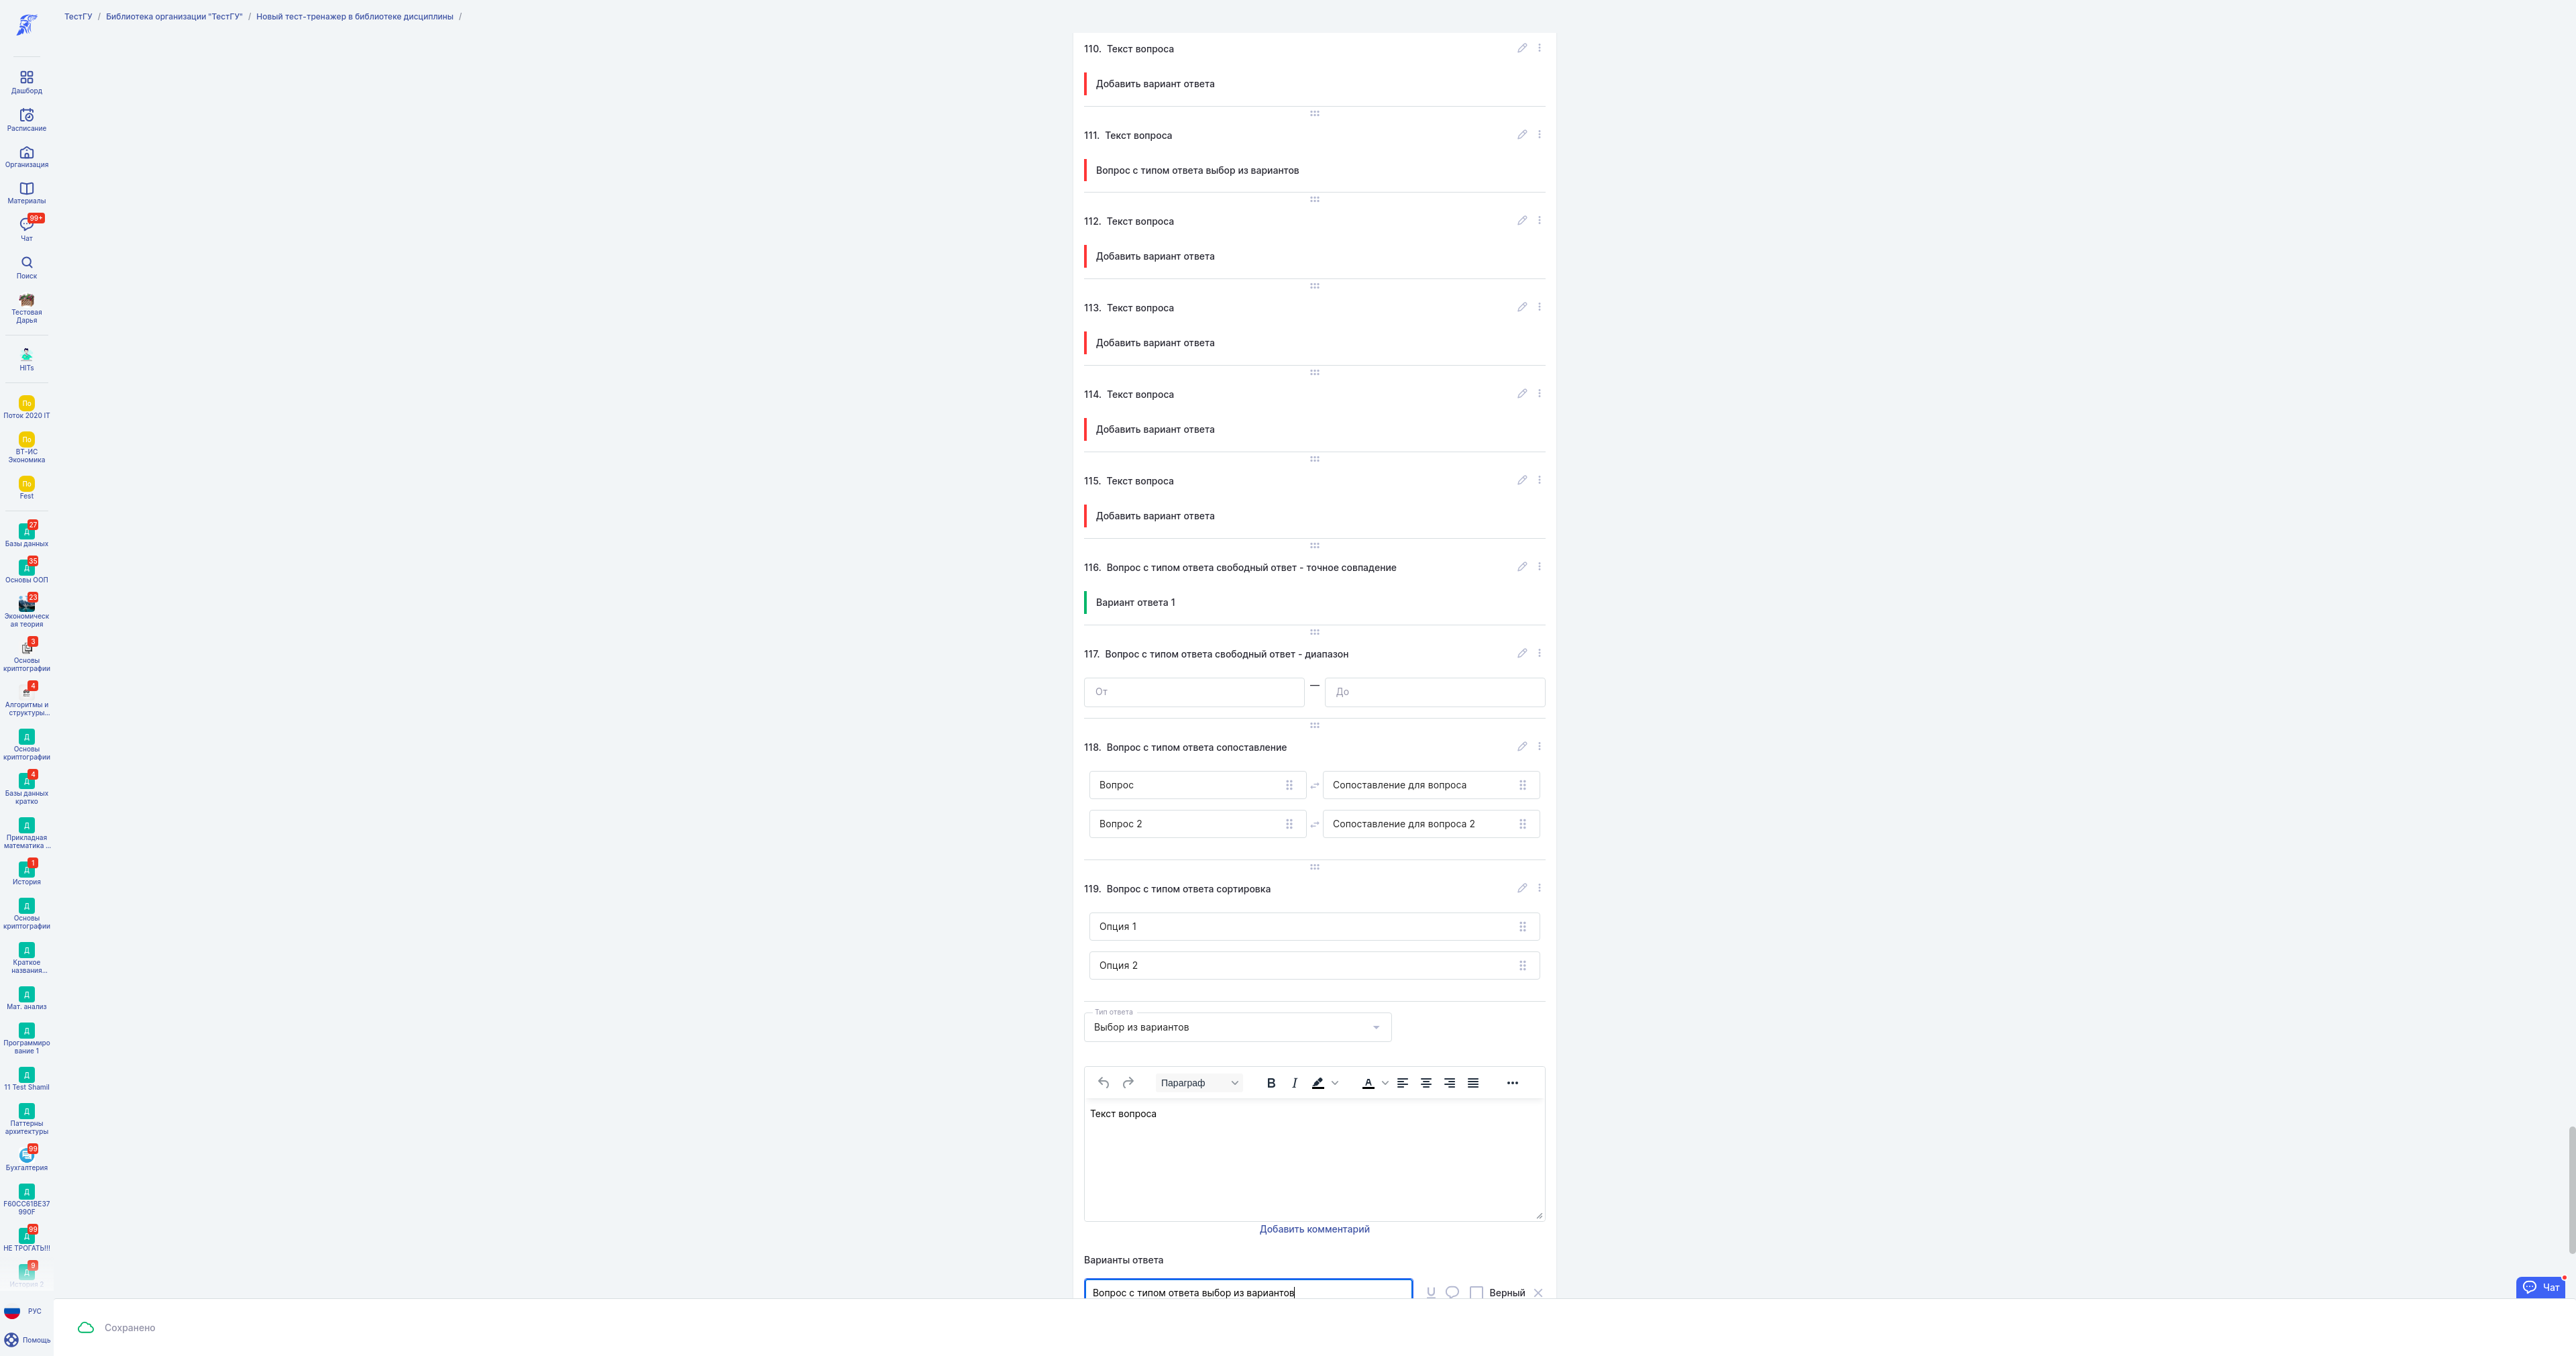 ТестГУ / Библиотека организации "ТестГУ" / Новый тест-тренажер в библиотеке дисциплины /
Дашборд
Расписание
Организация
Материалы
99+
Чат
Поиск
Тестовая
Дарья
HITs
По
Поток 2020 IT
По
ВТ-ИС
Экономика
По
Fest
27
Д
Базы данных
35
Д
Основы ООП
23
Экономическ
ая теория
3
Основы
криптографии
4
Алгоритмы и
структуры...
Д
Основы
криптографии
4
Д
Базы данных
кратко
Д
Прикладная
математика ...
1
Д
История
Д
Основы
криптографии
Д
Краткое
названия...
Д
Мат. анализ
Д
Программиро
вание 1
Д
11 Test Shamil
Д
Паттерны
архитектуры
99
Бухгалтерия
Д
F60CC61BE37
990F
99
Д
НЕ ТРОГАТЬ!!!
9
Д
История 2
РУС
Помощь
110. Текст вопроса
Добавить вариант ответа
111. Текст вопроса
Вопрос с типом ответа выбор из вариантов
112. Текст вопроса
Добавить вариант ответа
113. Текст вопроса
Добавить вариант ответа
114. Текст вопроса
Добавить вариант ответа
115. Текст вопроса
Добавить вариант ответа
116. Вопрос с типом ответа свободный ответ - точное совпадение
Вариант ответа 1
117. Вопрос с типом ответа свободный ответ - диапазон
От — До
118. Вопрос с типом ответа сопоставление
Вопрос Сопоставление для вопроса
Вопрос 2 Сопоставление для вопроса 2
119. Вопрос с типом ответа сортировка
Опция 1
Опция 2
Тип ответа
Выбор из вариантов
Параграф B I A
Текст вопроса
Добавить комментарий
Варианты ответа
Вопрос с типом ответа выбор из вариантов Верный
Чат
Сохранено